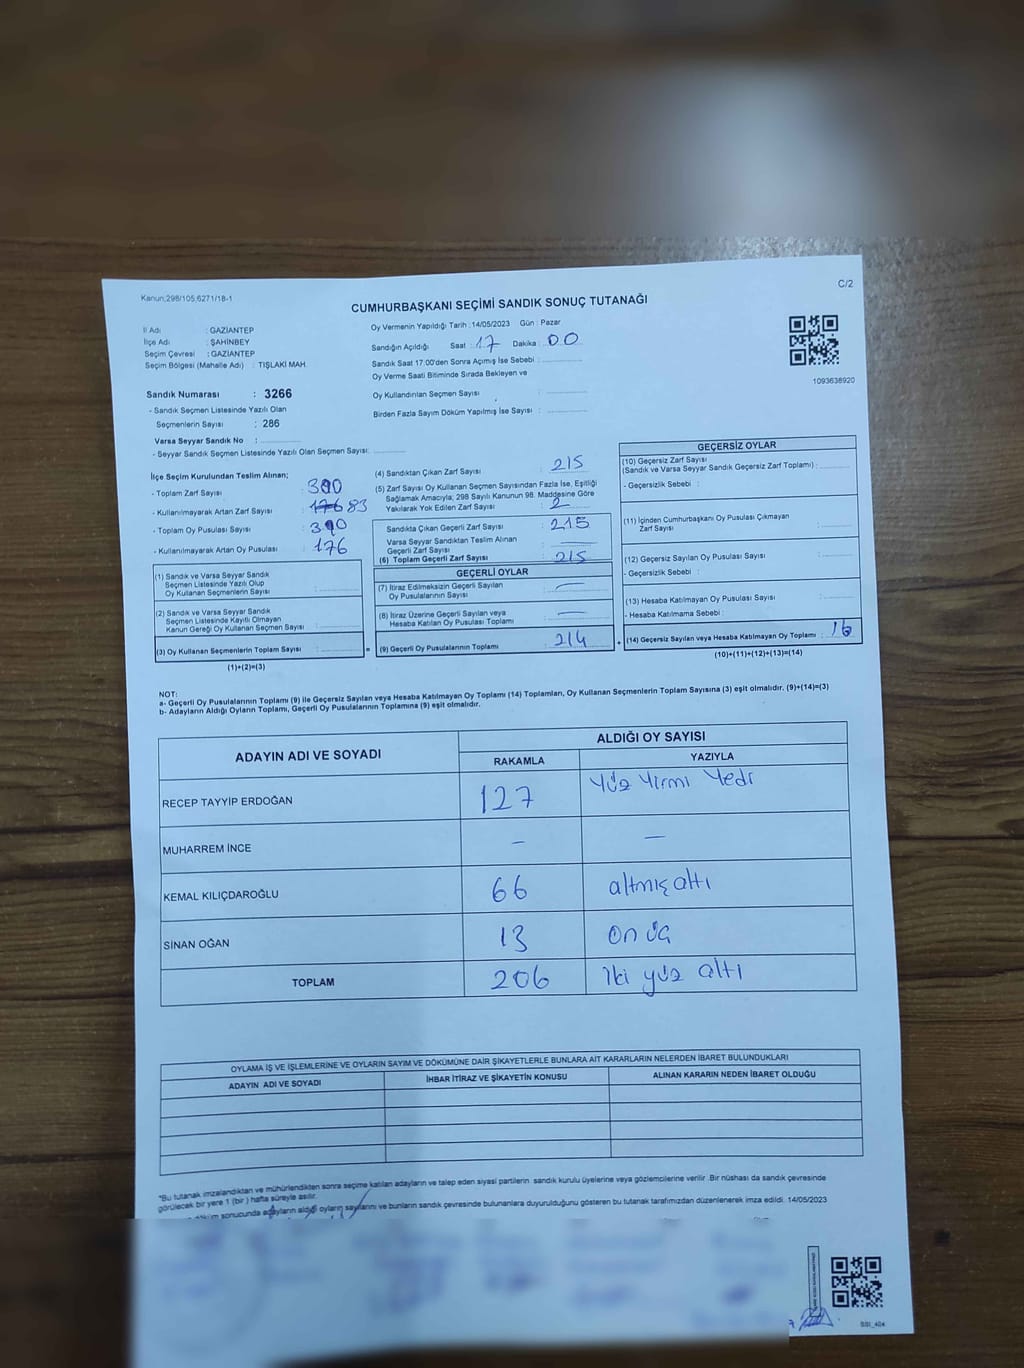 Kanun,298/105,6271/18-1
C/2
CUMHURBAŞKANI SEÇİMİ SANDIK SONUÇ TUTANAĞI
İl Adı : GAZİANTEP
İlçe Adı : ŞAHİNBEY
Seçim Çevresi : GAZİANTEP
Seçim Bölgesi (Mahalle Adı) : TIŞLAKİ MAH.
Oy Vermenin Yapıldığı Tarih :14/05/2023 Gün : Pazar
Sandığın Açıldığı Saat : 17 Dakika : 00
Sandık Saat 17:00'den Sonra Açımış İse Sebebi :
Oy Verme Saati Bitiminde Sırada Bekleyen ve
Oy Kullandırılan Seçmen Sayısı :
Birden Fazla Sayım Döküm Yapılmış İse Sayısı :
1093638920
Sandık Numarası : 3266
- Sandık Seçmen Listesinde Yazılı Olan
Seçmenlerin Sayısı : 286
Varsa Seyyar Sandık No :
- Seyyar Sandık Seçmen Listesinde Yazılı Olan Seçmen Sayısı:
İlçe Seçim Kurulundan Teslim Alınan;
- Toplam Zarf Sayısı : 390
- Kullanılmayarak Artan Zarf Sayısı : 176 83
- Toplam Oy Pusulası Sayısı : 390
- Kullanılmayarak Artan Oy Pusulası : 176
(1) Sandık ve Varsa Seyyar Sandık
Seçmen Listesinde Yazılı Olup
Oy Kullanan Seçmenlerin Sayısı :
(2) Sandık ve Varsa Seyyar Sandık
Seçmen Listesinde Kayıtlı Olmayan
Kanun Gereği Oy Kullanan Seçmen Sayısı :
(3) Oy Kullanan Seçmenlerin Toplam Sayısı :
(1)+(2)=(3)
=
(4) Sandıktan Çıkan Zarf Sayısı : 215
(5) Zarf Sayısı Oy Kullanan Seçmen Sayısından Fazla İse, Eşitliği
Sağlamak Amacıyla; 298 Sayılı Kanunun 98. Maddesine Göre
Yakılarak Yok Edilen Zarf Sayısı : 2
Sandıkta Çıkan Geçerli Zarf Sayısı : 215
Varsa Seyyar Sandıktan Teslim Alınan
Geçerli Zarf Sayısı : —
(6) Toplam Geçerli Zarf Sayısı : 215
GEÇERLİ OYLAR
(7) İtiraz Edilmeksizin Geçerli Sayılan
Oy Pusulalarının Sayısı : —
(8) İtiraz Üzerine Geçerli Sayılan veya
Hesaba Katılan Oy Pusulası Toplamı : —
(9) Geçerli Oy Pusulalarının Toplamı : 214
+
GEÇERSİZ OYLAR
(10) Geçersiz Zarf Sayısı
(Sandık ve Varsa Seyyar Sandık Geçersiz Zarf Toplamı) :
- Geçersizlik Sebebi :
(11) İçinden Cumhurbaşkanı Oy Pusulası Çıkmayan
Zarf Sayısı :
(12) Geçersiz Sayılan Oy Pusulası Sayısı :
- Geçersizlik Sebebi :
(13) Hesaba Katılmayan Oy Pusulası Sayısı :
- Hesaba Katılmama Sebebi :
(14) Geçersiz Sayılan veya Hesaba Katılmayan Oy Toplamı : 16
(10)+(11)+(12)+(13)=(14)
NOT:
a- Geçerli Oy Pusulalarının Toplamı (9) ile Geçersiz Sayılan veya Hesaba Katılmayan Oy Toplamı (14) Toplamları, Oy Kullanan Seçmenlerin Toplam Sayısına (3) eşit olmalıdır. (9)+(14)=(3)
b- Adayların Aldığı Oyların Toplamı, Geçerli Oy Pusulalarının Toplamına (9) eşit olmalıdır.
ADAYIN ADI VE SOYADI
ALDIĞI OY SAYISI
RAKAMLA YAZIYLA
RECEP TAYYİP ERDOĞAN 127 Yüz Yirmi Yedi
MUHARREM İNCE — —
KEMAL KILIÇDAROĞLU 66 altmış altı
SİNAN OĞAN 13 on üç
TOPLAM 206 iki yüz altı
OYLAMA İŞ VE İŞLEMLERİNE VE OYLARIN SAYIM VE DÖKÜMÜNE DAİR ŞİKAYETLERLE BUNLARA AİT KARARLARIN NELERDEN İBARET BULUNDUKLARI
ADAYIN ADI VE SOYADI İHBAR İTİRAZ VE ŞİKAYETİN KONUSU ALINAN KARARIN NEDEN İBARET OLDUĞU
*Bu tutanak imzalandıktan ve mühürlendikten sonra seçime katılan adayların ve talep eden siyasi partilerin sandık kurulu üyelerine veya gözlemcilerine verilir. Bir nüshası da sandık çevresinde
görülecek bir yere 1 (bir) hafta süreyle asılır.
döküm sonucunda adayların aldığı oyların sayılarını ve bunların sandık çevresinde bulunanlara duyurulduğunu gösteren bu tutanak tarafımızdan düzenlenerek imza edildi. 14/05/2023